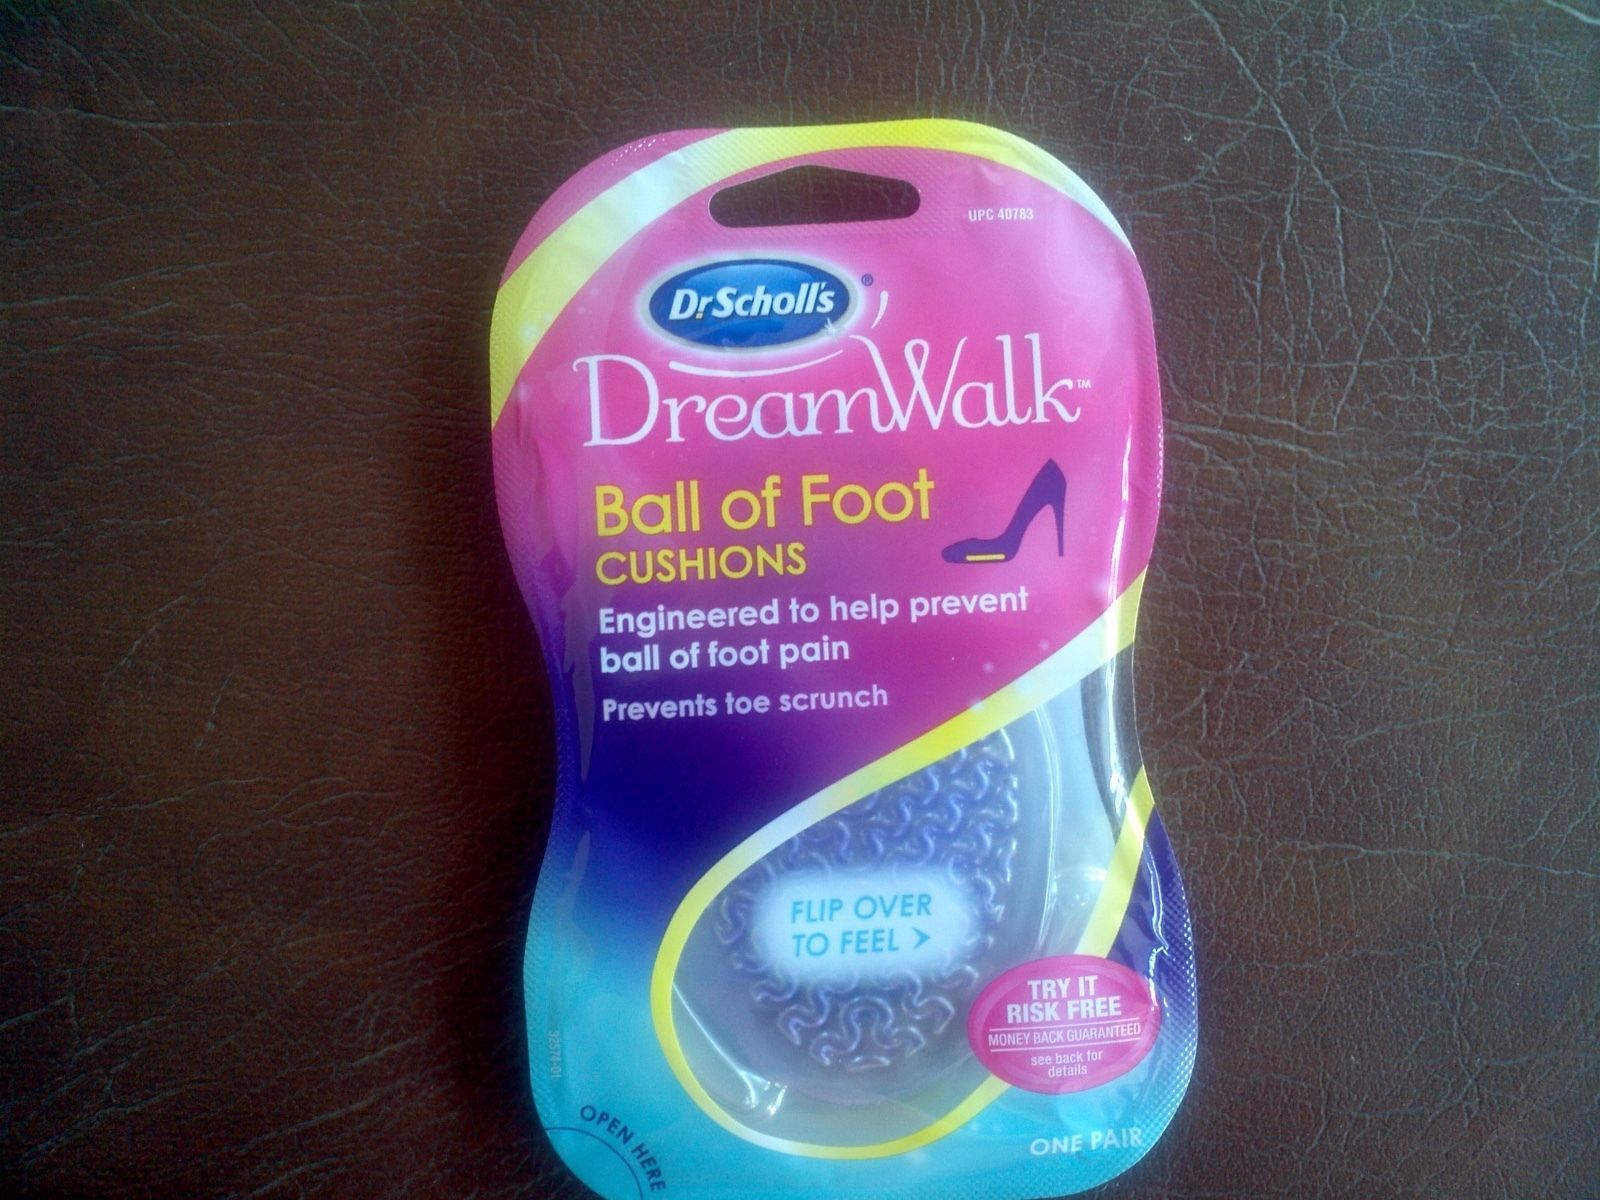 UPC 40783
Dr. Scholl's®
DreamWalk™
Ball of Foot
CUSHIONS
Engineered to help prevent
ball of foot pain
Prevents toe scrunch
FLIP OVER
TO FEEL >
TRY IT
RISK FREE
MONEY BACK GUARANTEED
see back for
details
32574-01
OPEN HERE
ONE PAIR